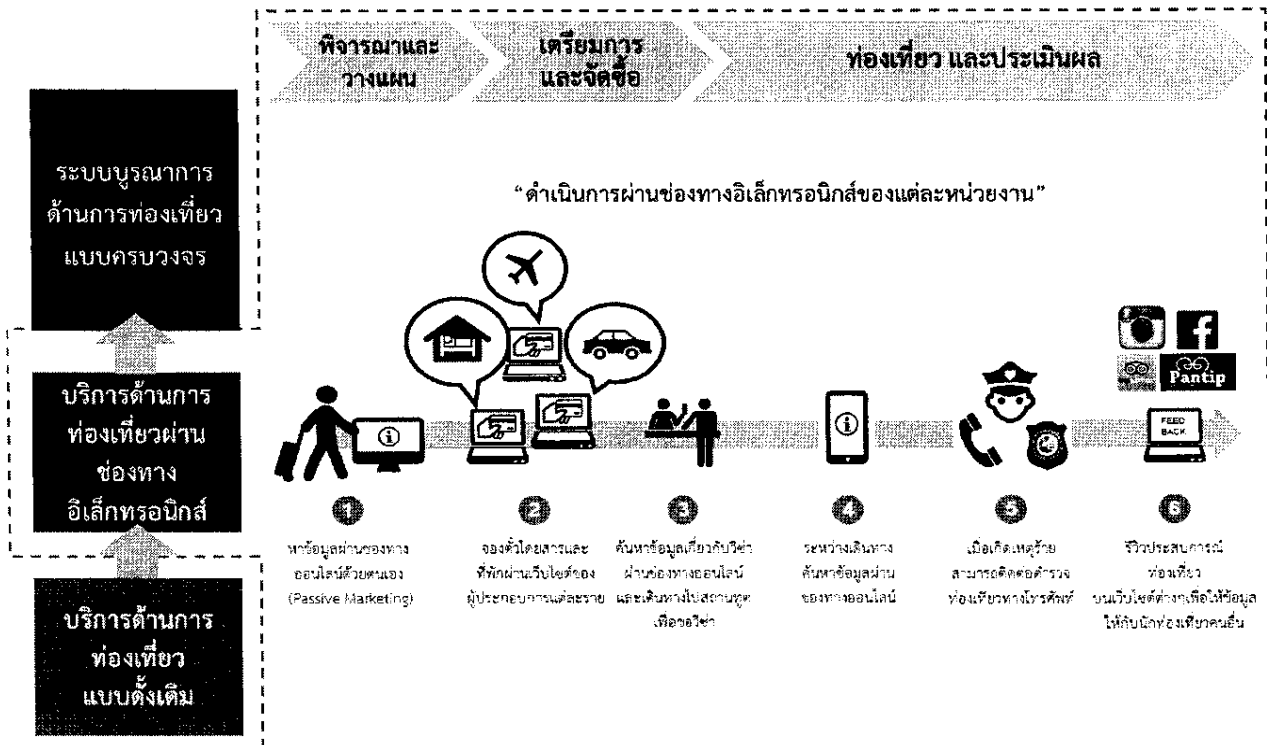 พิจารณาและ
วางแผน
เตรียมการ
และจัดซื้อ
ท่องเที่ยว และประเมินผล
ระบบบูรณาการ
ด้านการท่องเที่ยว
แบบครบวงจร
“ดำเนินการผ่านช่องทางอิเล็กทรอนิกส์ของแต่ละหน่วยงาน”
บริการด้านการ
ท่องเที่ยวผ่าน
ช่องทาง
อิเล็กทรอนิกส์
Pantip
FEED
BACK
1
หาข้อมูลผ่านช่องทาง
ออนไลน์ด้วยตนเอง
(Passive Marketing)
2
จองตั๋วโดยสารและ
ที่พักผ่านเว็บไซต์ของ
ผู้ประกอบการแต่ละราย
3
ค้นหาข้อมูลเกี่ยวกับวีซ่า
ผ่านช่องทางออนไลน์
และเดินทางไปสถานทูต
เพื่อขอวีซ่า
4
ระหว่างเดินทาง
ค้นหาข้อมูลผ่าน
ช่องทางออนไลน์
5
เมื่อเกิดเหตุร้าย
สามารถติดต่อตำรวจ
ท่องเที่ยวทางโทรศัพท์
6
รีวิวประสบการณ์
ท่องเที่ยว
บนเว็บไซต์ต่างๆเพื่อให้ข้อมูล
ให้กับนักท่องเที่ยวคนอื่น
บริการด้านการ
ท่องเที่ยว
แบบดั้งเดิม